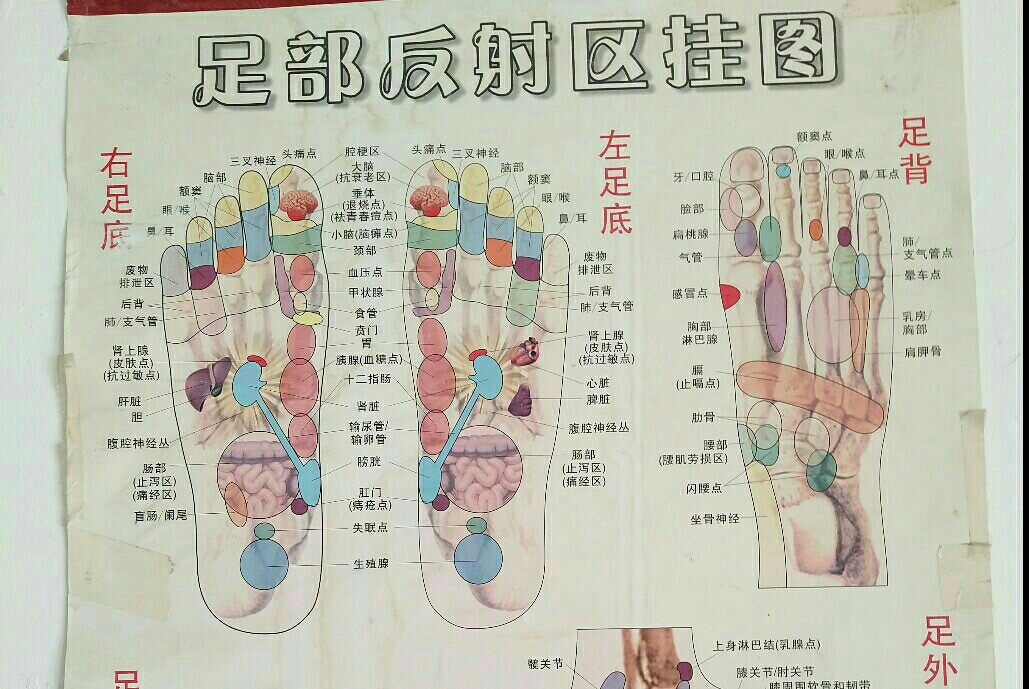 足部反射区挂图
右足底
左足底
足背
三叉神经
头痛点
脑部
额窦
眼/喉
鼻/耳
废物
排泄区
后背
肺/支气管
肾上腺
(皮肤点)
(抗过敏点)
肝脏
胆
腹腔神经丛
肠部
(止泻区)
(痛经区)
盲肠/阑尾
腔梗区
大脑
(抗衰老区)
垂体
(退烧点)
(祛青春痘点)
小脑(脑瘫点)
颈部
血压点
甲状腺
食管
贲门
胃
胰腺(血糖点)
十二指肠
肾脏
输尿管/
输卵管
膀胱
肛门
(痔疮点)
失眠点
生殖腺
头痛点
三叉神经
脑部
额窦
眼/喉
鼻/耳
废物
排泄区
后背
肺/支气管
肾上腺
(皮肤点)
(抗过敏点)
心脏
脾脏
腹腔神经丛
肠部
(止泻区)
(痛经区)
额窦点
眼/喉点
鼻/耳点
牙/口腔
脸部
扁桃腺
气管
感冒点
胸部
淋巴腺
膈
(止嗝点)
肋骨
腰部
(腰肌劳损区)
闪腰点
坐骨神经
肺/
支气管点
晕车点
乳房/
胸部
肩胛骨
足外
足
髋关节
上身淋巴结(乳腺点)
膝关节/肘关节
膝周围软骨和韧带